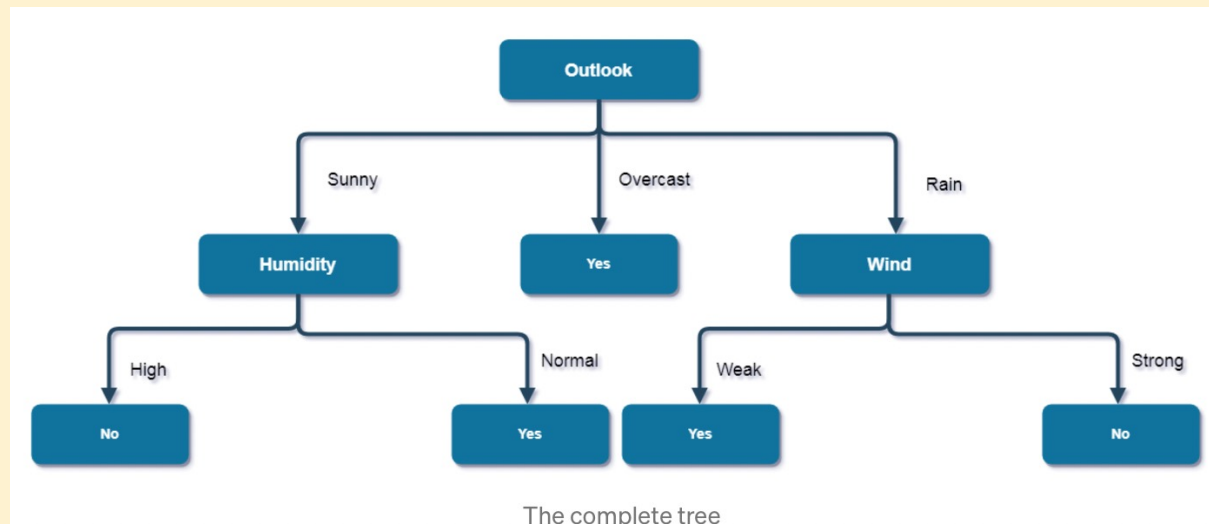 Outlook
Sunny
Overcast
Rain
Humidity
Yes
Wind
High
Normal
Weak
Strong
No
Yes
Yes
No
The complete tree